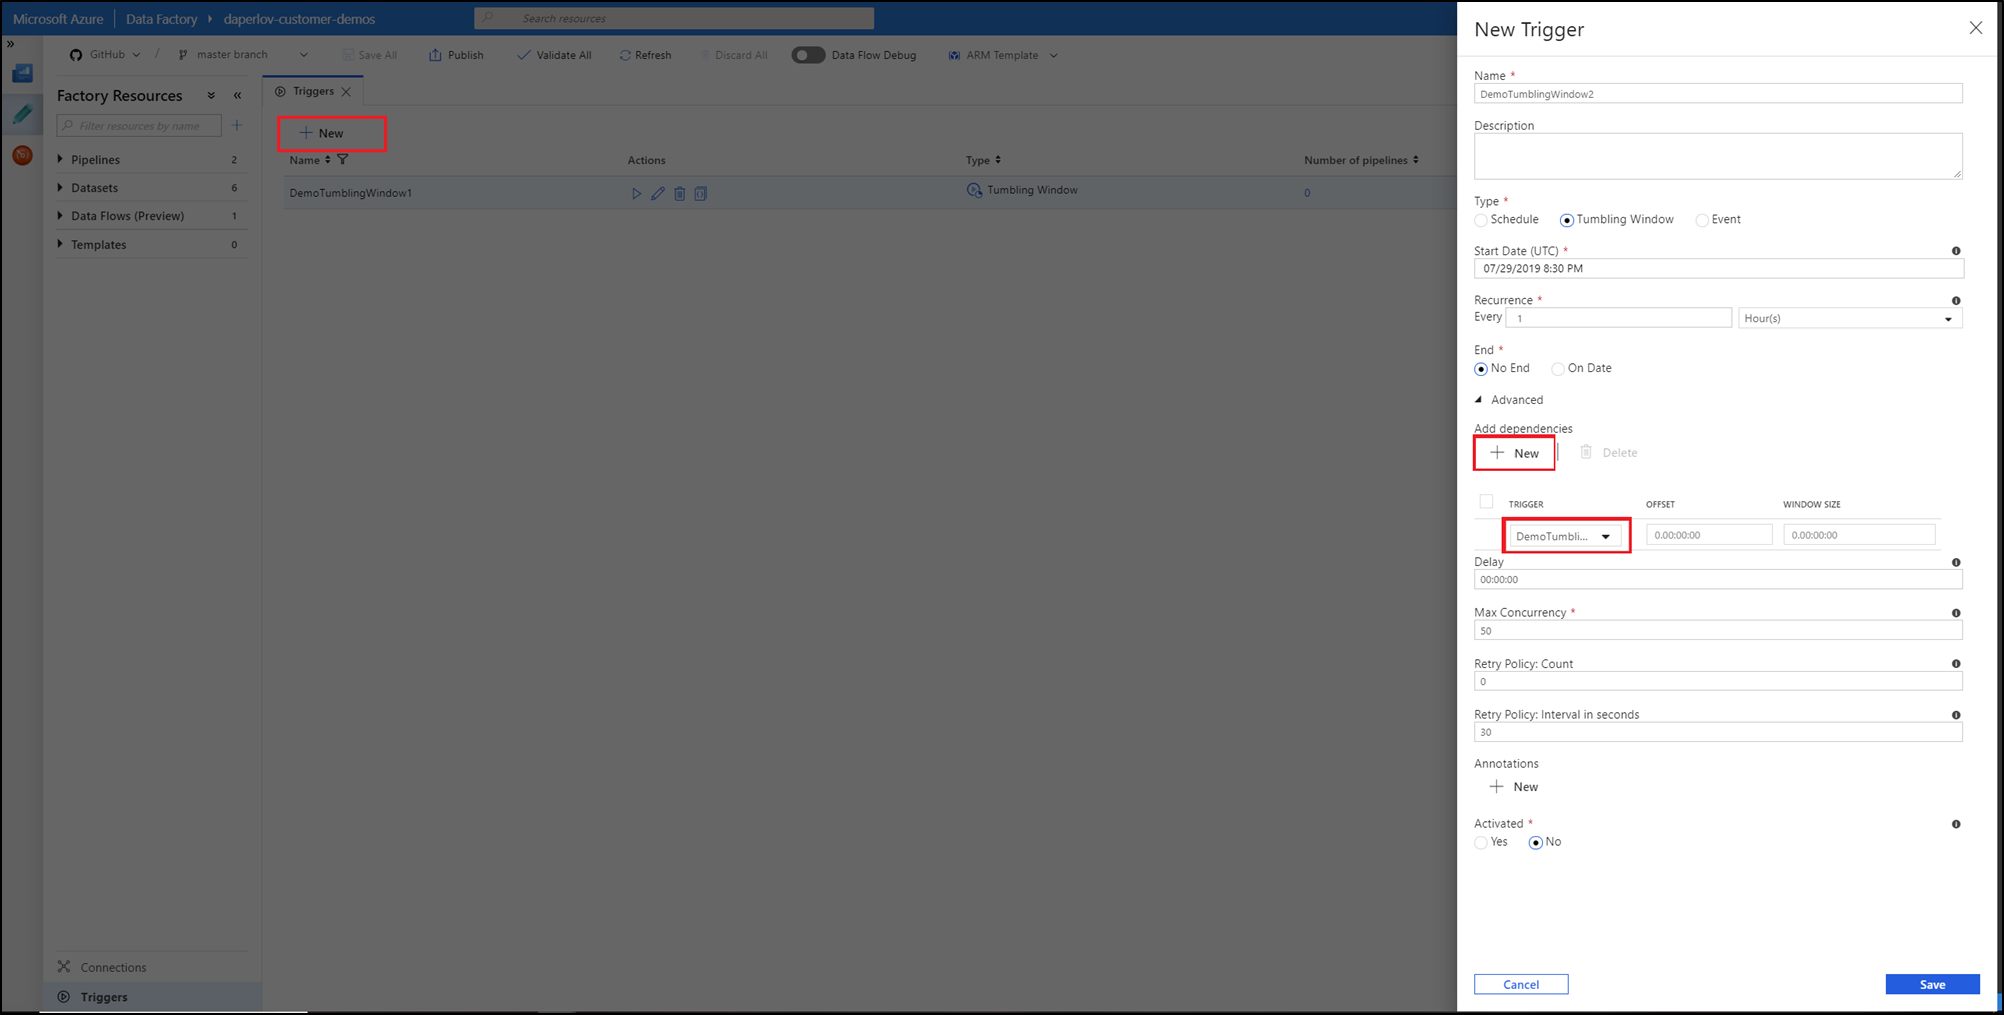 Microsoft Azure Data Factory daperlov-customer-demos Search resources
» GitHub / master branch Save All Publish Validate All Refresh Discard All Data Flow Debug ARM Template
Factory Resources «
Filter resources by name +
Pipelines 2
Datasets 6
Data Flows (Preview) 1
Templates 0
Connections
Triggers
Triggers
+ New
Name Actions Type Number of pipelines
DemoTumblingWindow1 Tumbling Window 0
New Trigger
Name *
DemoTumblingWindow2
Description
Type *
Schedule Tumbling Window Event
Start Date (UTC) *
07/29/2019 8:30 PM
Recurrence *
Every 1 Hour(s)
End *
No End On Date
Advanced
Add dependencies
+ New Delete
TRIGGER OFFSET WINDOW SIZE
DemoTumbli... 0.00:00:00 0.00:00:00
Delay
00:00:00
Max Concurrency *
50
Retry Policy: Count
0
Retry Policy: Interval in seconds
30
Annotations
+ New
Activated *
Yes No
Cancel Save